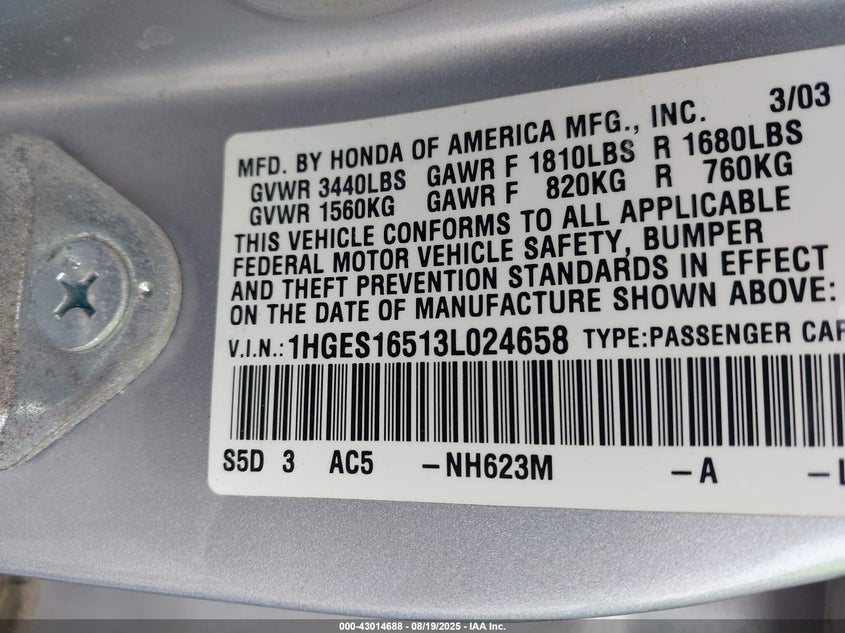 3/03
MFD. BY HONDA OF AMERICA MFG., INC.
GVWR 3440LBS GAWR F 1810LBS R 1680LBS
GVWR 1560KG GAWR F 820KG R 760KG
THIS VEHICLE CONFORMS TO ALL APPLICABLE
FEDERAL MOTOR VEHICLE SAFETY, BUMPER
AND THEFT PREVENTION STANDARDS IN EFFECT
ON THE DATE OF MANUFACTURE SHOWN ABOVE:
V.I.N.: 1HGES16513L024658 TYPE:PASSENGER CAR
S5D 3 AC5 -NH623M -A -L
000-43014688 - 08/19/2025 - IAA Inc.